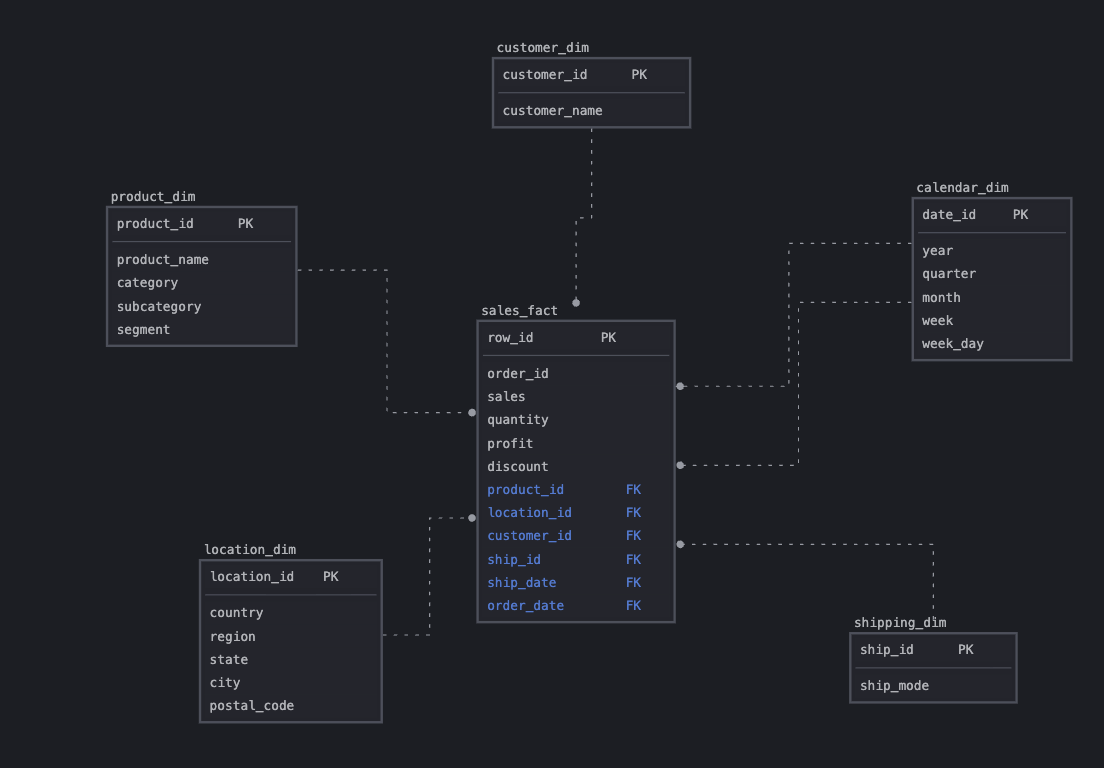 customer_dim
customer_id PK
customer_name
product_dim
product_id PK
product_name
category
subcategory
segment
calendar_dim
date_id PK
year
quarter
month
week
week_day
sales_fact
row_id PK
order_id
sales
quantity
profit
discount
product_id FK
location_id FK
customer_id FK
ship_id FK
ship_date FK
order_date FK
location_dim
location_id PK
country
region
state
city
postal_code
shipping_dim
ship_id PK
ship_mode